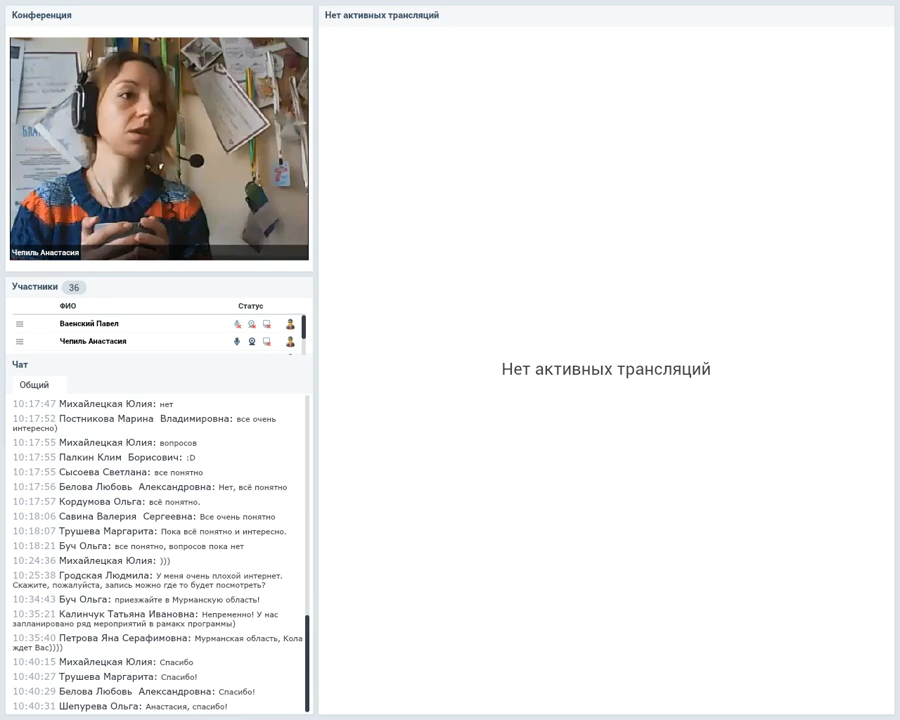 Конференция
Нет активных трансляций
Чепиль Анастасия
Участники 36
ФИО Статус
Ваенский Павел
Чепиль Анастасия
Чат
Общий
10:17:47 Михайлецкая Юлия: нет
10:17:52 Постникова Марина Владимировна: все очень
интересно)
10:17:55 Михайлецкая Юлия: вопросов
10:17:55 Палкин Клим Борисович: :D
10:17:55 Сысоева Светлана: все понятно
10:17:56 Белова Любовь Александровна: Нет, всё понятно
10:17:57 Кордумова Ольга: всё понятно.
10:18:06 Савина Валерия Сергеевна: Все очень понятно
10:18:07 Трушева Маргарита: Пока всё понятно и интересно.
10:18:21 Буч Ольга: все понятно, вопросов пока нет
10:24:36 Михайлецкая Юлия: )))
10:25:38 Гродская Людмила: У меня очень плохой интернет.
Скажите, пожалуйста, запись можно где то будет посмотреть?
10:34:43 Буч Ольга: приезжайте в Мурманскую область!
10:35:21 Калинчук Татьяна Ивановна: Непременно! У нас
запланировано ряд мероприятий в рамакх программы)
10:35:40 Петрова Яна Серафимовна: Мурманская область, Кола
ждет Вас))))
10:40:15 Михайлецкая Юлия: Спасибо
10:40:27 Трушева Маргарита: Спасибо!
10:40:29 Белова Любовь Александровна: Спасибо!
10:40:31 Шепурева Ольга: Анастасия, спасибо!
Нет активных трансляций